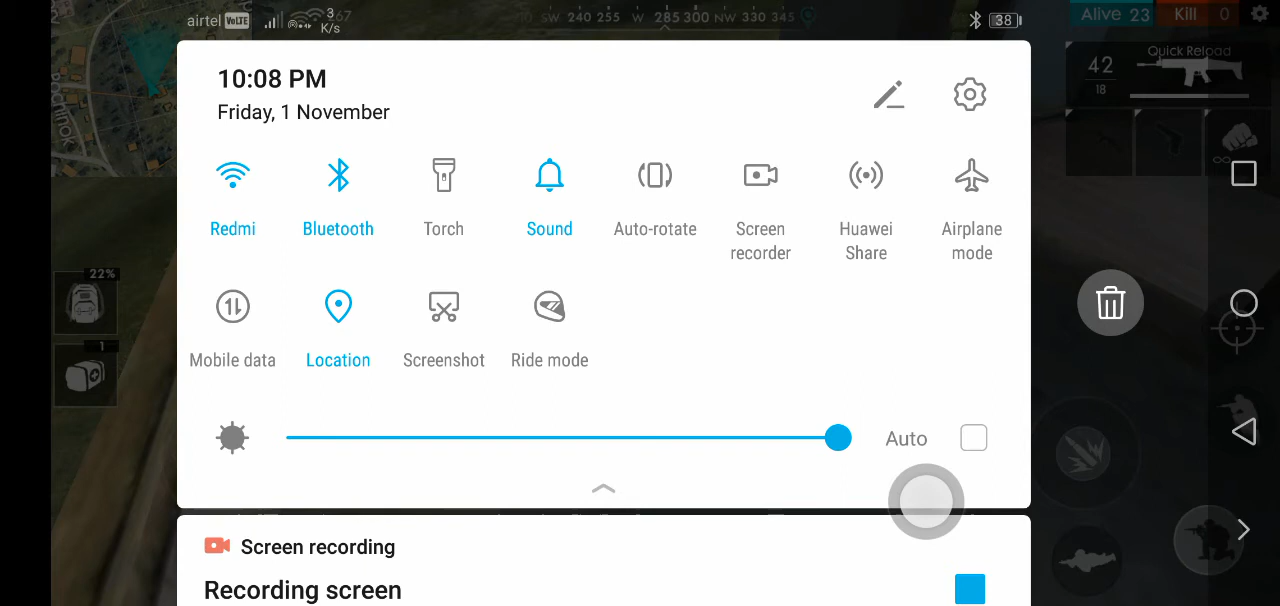 airtel VoLTE 3 K/s 38
SW 240 255 W 285 300 NW 330 345
Alive 23 Kill 0
Quick Reload
42
18
Pochinok
10:08 PM
Friday, 1 November
Redmi Bluetooth Torch Sound Auto-rotate Screen recorder Huawei Share Airplane mode
22%
1
Mobile data Location Screenshot Ride mode
Auto
Screen recording
Recording screen